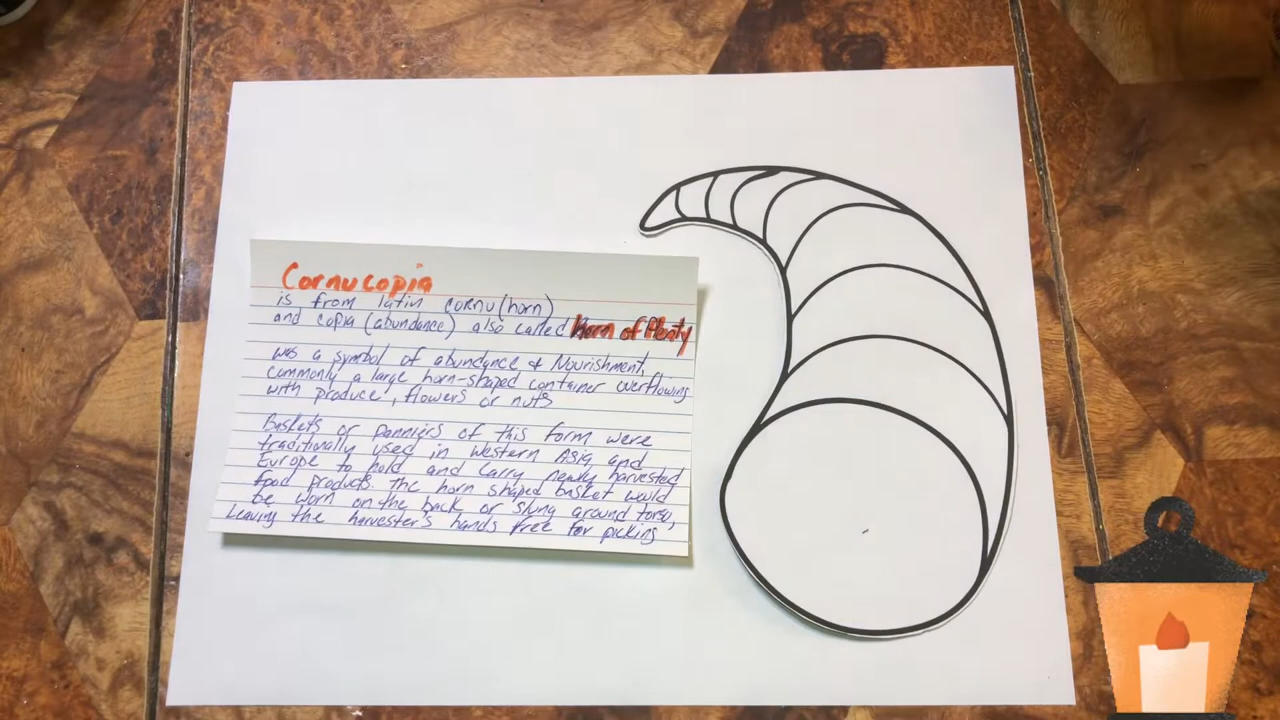 Cornucopia
is from latin cornu (horn)
and copia (abundance) also called Horn of Plenty
was a symbol of abundance & Nourishment,
commonly a large horn-shaped container overflowing
with produce, flowers or nuts
Baskets or panniers of this form were
traditionally used in western Asia and
Europe to hold and carry newly harvested
food products. the horn shaped basket would
be worn on the back or slung around torso,
Leaving the harvester's hands free for picking